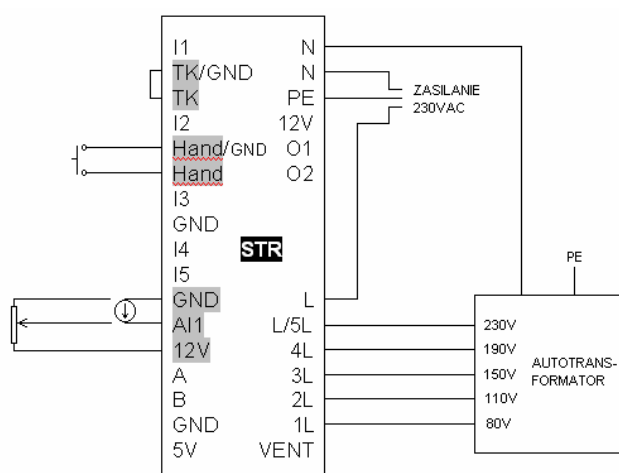 I1 N
TK/GND N
TK PE
ZASILANIE
230VAC
I2 12V
Hand/GND O1
Hand O2
I3
GND
I4 STR
I5
PE
GND L
AI1 L/5L 230V
12V 4L 190V
AUTOTRANS-
FORMATOR
A 3L 150V
B 2L 110V
GND 1L 80V
5V VENT